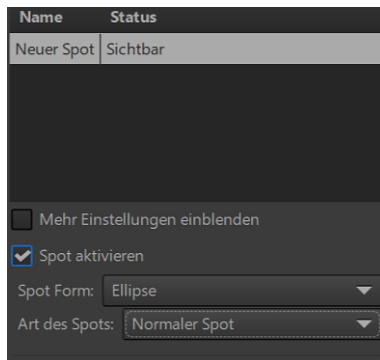 Name Status
Neuer Spot Sichtbar
Mehr Einstellungen einblenden
Spot aktivieren
Spot Form: Ellipse
Art des Spots: Normaler Spot